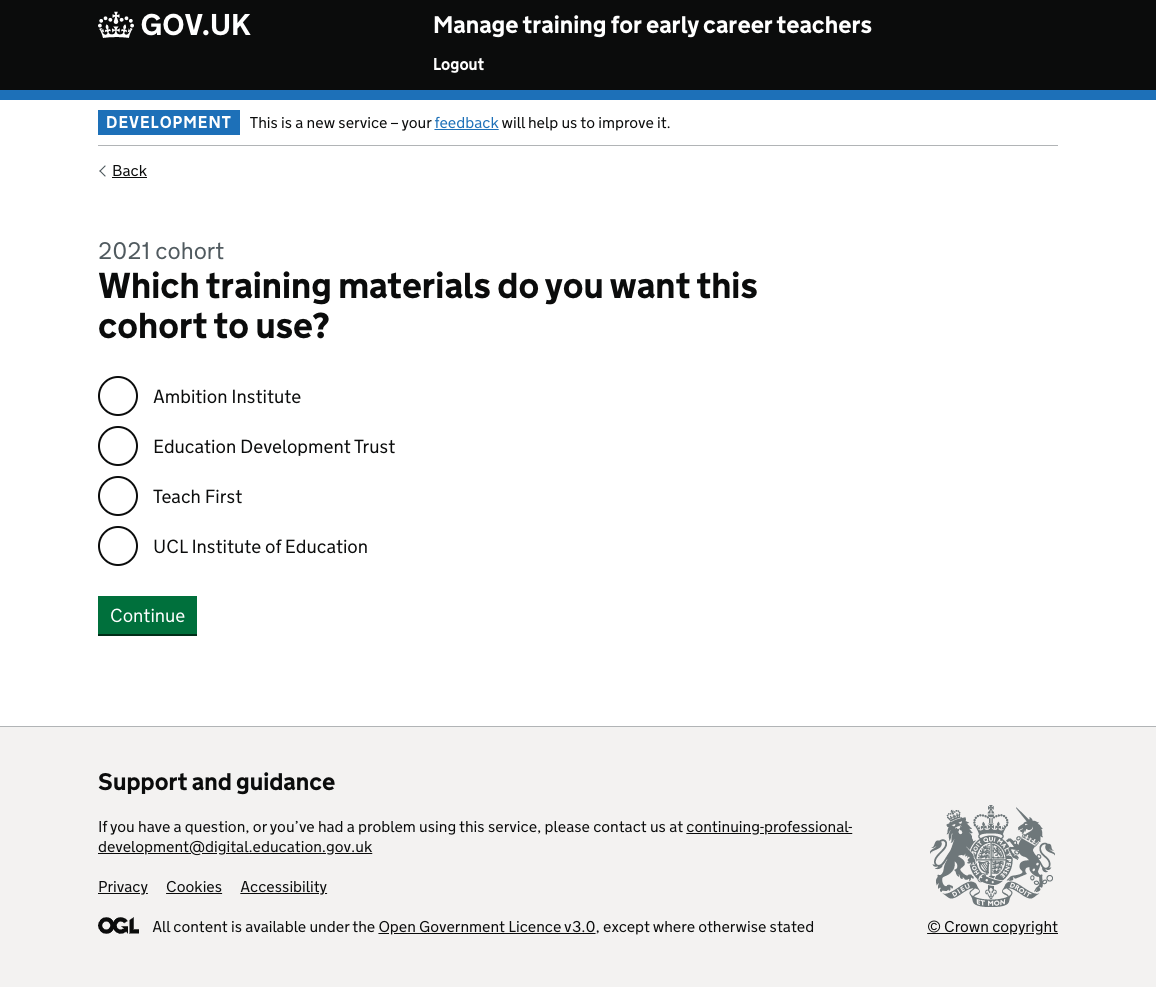 GOV.UK
Manage training for early career teachers
Logout
DEVELOPMENT This is a new service – your feedback will help us to improve it.
Back
2021 cohort
Which training materials do you want this
cohort to use?
Ambition Institute
Education Development Trust
Teach First
UCL Institute of Education
Continue
Support and guidance
If you have a question, or you’ve had a problem using this service, please contact us at continuing-professional-
development@digital.education.gov.uk
Privacy Cookies Accessibility
OGL All content is available under the Open Government Licence v3.0, except where otherwise stated
DIEU ET MON DROIT
© Crown copyright